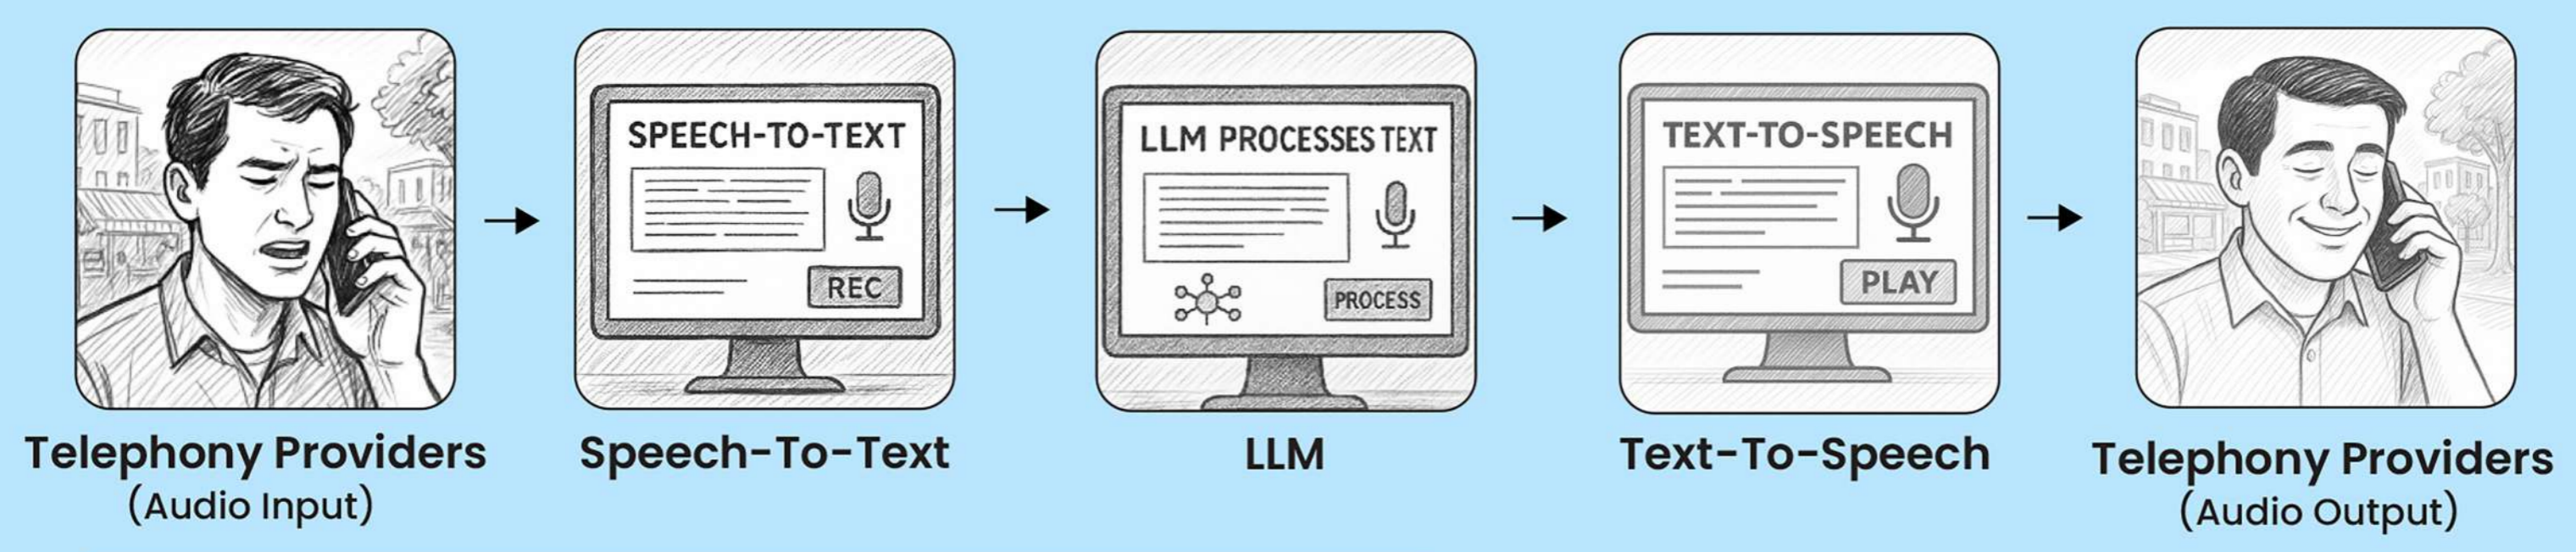 SPEECH-TO-TEXT
REC
LLM PROCESSES TEXT
PROCESS
TEXT-TO-SPEECH
PLAY
Telephony Providers
(Audio Input)
Speech-To-Text
LLM
Text-To-Speech
Telephony Providers
(Audio Output)